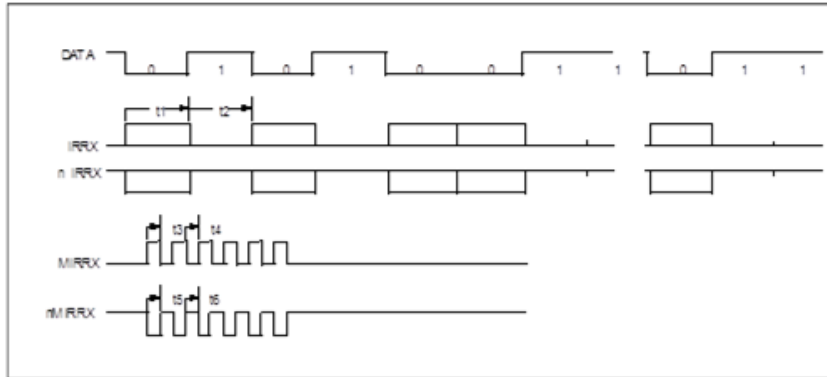 DATA
0 1 0 1 0 0 1 1 0 1 1
t1 t2
IRRX
n IRRX
t3 t4
MIRRX
t5 t6
nMIRRX